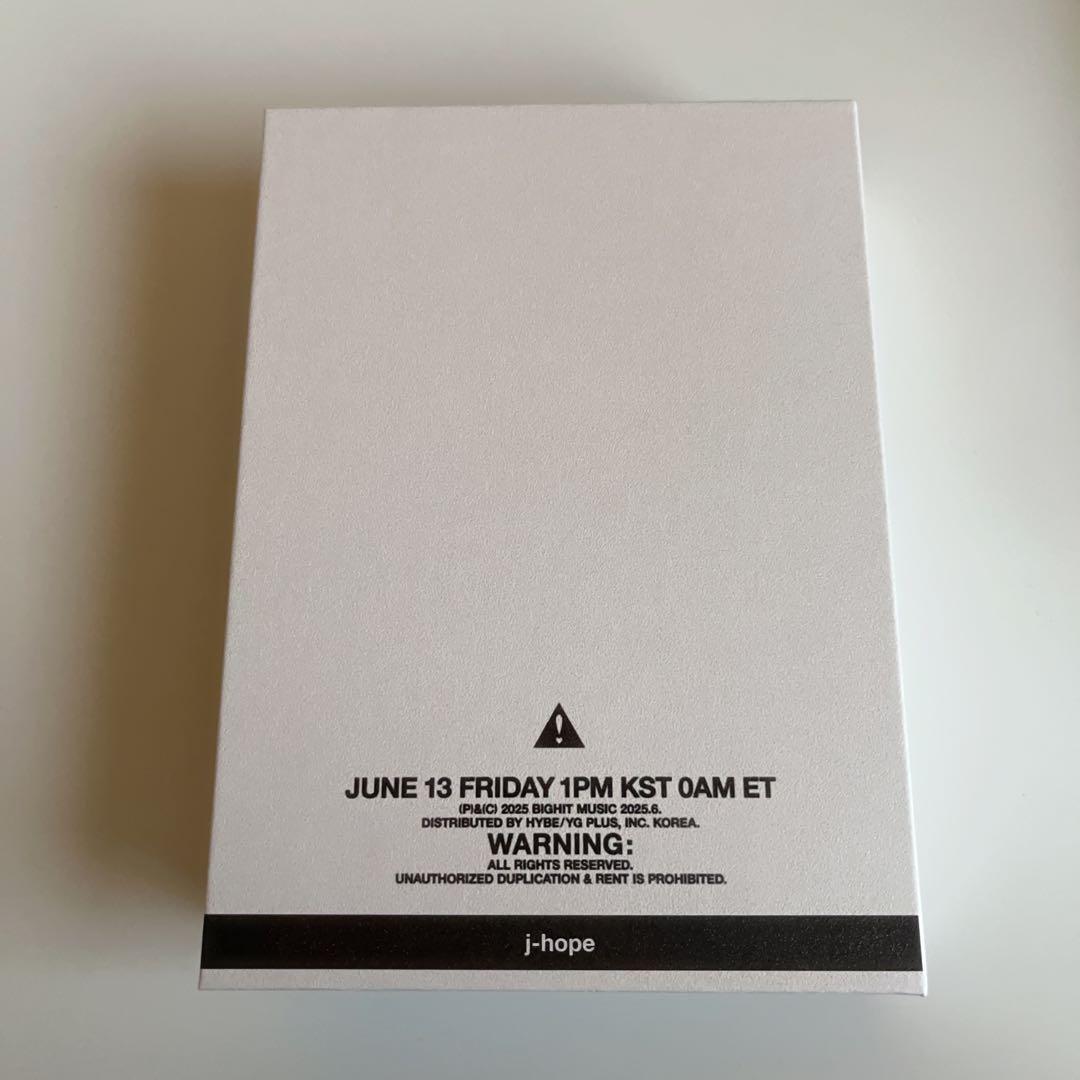 JUNE 13 FRIDAY 1PM KST 0AM ET
(P)&(C) 2025 BIGHIT MUSIC 2025.6.
DISTRIBUTED BY HYBE/YG PLUS, INC. KOREA.
WARNING:
ALL RIGHTS RESERVED.
UNAUTHORIZED DUPLICATION & RENT IS PROHIBITED.
j-hope